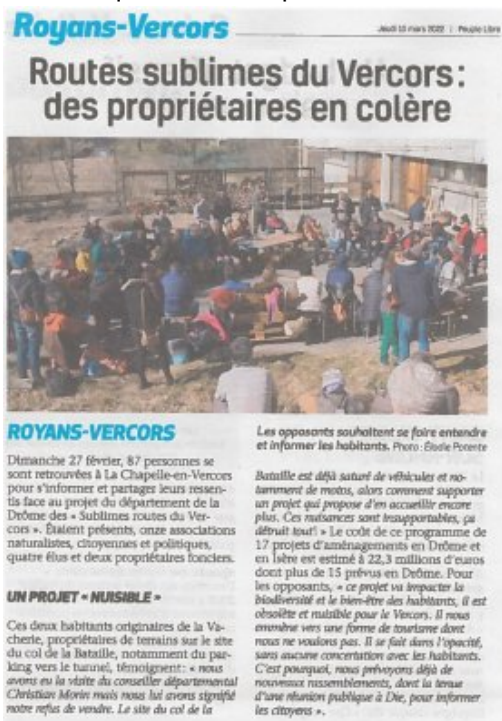 Royans-Vercors
Jeudi 10 mars 2022 | Peuple Libre
Routes sublimes du Vercors :
des propriétaires en colère
ROYANS-VERCORS
Dimanche 27 février, 87 personnes se
sont retrouvées à La Chapelle-en-Vercors
pour s'informer et partager leurs ressen-
tis face au projet du département de la
Drôme des « Sublimes routes du Ver-
cors ». Étaient présents, onze associations
naturalistes, citoyennes et politiques,
quatre élus et deux propriétaires fonciers.
UN PROJET « NUISIBLE »
Ces deux habitants originaires de la Va-
cherie, propriétaires de terrains sur le site
du col de la Bataille, notamment du par-
king vers le tunnel, témoignent : « nous
avons eu la visite du conseiller départemental
Christian Morin mais nous lui avons signifié
notre refus de vendre. Le site du col de la
Les opposants souhaitent se faire entendre
et informer les habitants. Photo : Élodie Potente
Bataille est déjà saturé de véhicules et no-
tamment de motos, alors comment supporter
un projet qui propose d'en accueillir encore
plus. Ces nuisances sont insupportables, ça
détruit tout! » Le coût de ce programme de
17 projets d'aménagements en Drôme et
en Isère est estimé à 22,3 millions d'euros
dont plus de 15 prévus en Drôme. Pour
les opposants, « ce projet va impacter la
biodiversité et le bien-être des habitants, il est
obsolète et nuisible pour le Vercors. Il nous
emmène vers une forme de tourisme dont
nous ne voulons pas. Il se fait dans l'opacité,
sans aucune concertation avec les habitants.
C'est pourquoi, nous prévoyons déjà de
nouveaux rassemblements, dont la tenue
d'une réunion publique à Die, pour informer
les citoyens ».